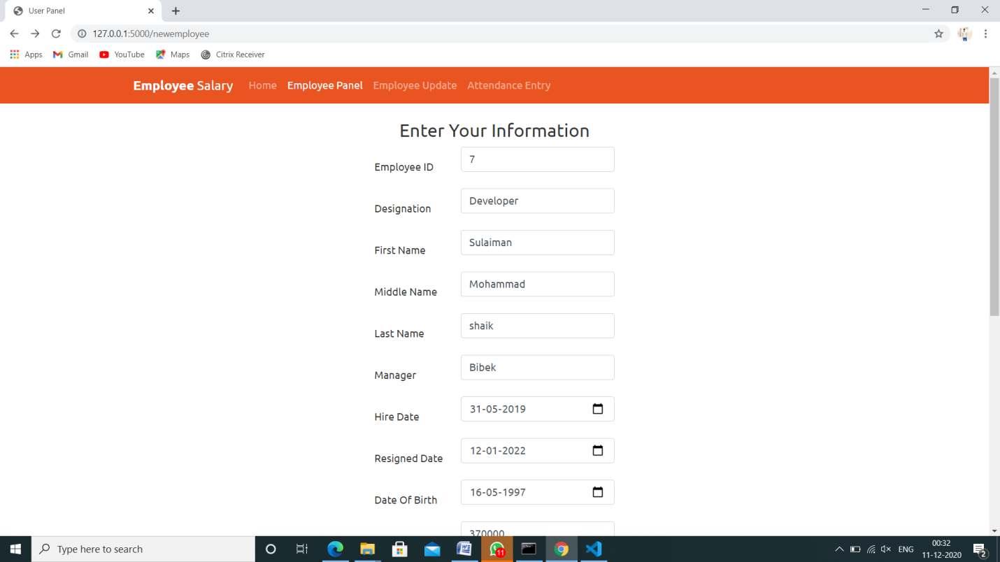 User Panel
127.0.0.1:5000/newemployee
Apps Gmail YouTube Maps Citrix Receiver
Employee Salary Home Employee Panel Employee Update Attendance Entry
Enter Your Information
Employee ID 7
Designation Developer
First Name Sulaiman
Middle Name Mohammad
Last Name shaik
Manager Bibek
Hire Date 31-05-2019
Resigned Date 12-01-2022
Date Of Birth 16-05-1997
370000
Type here to search 11 ENG 00:32
11-12-2020 2